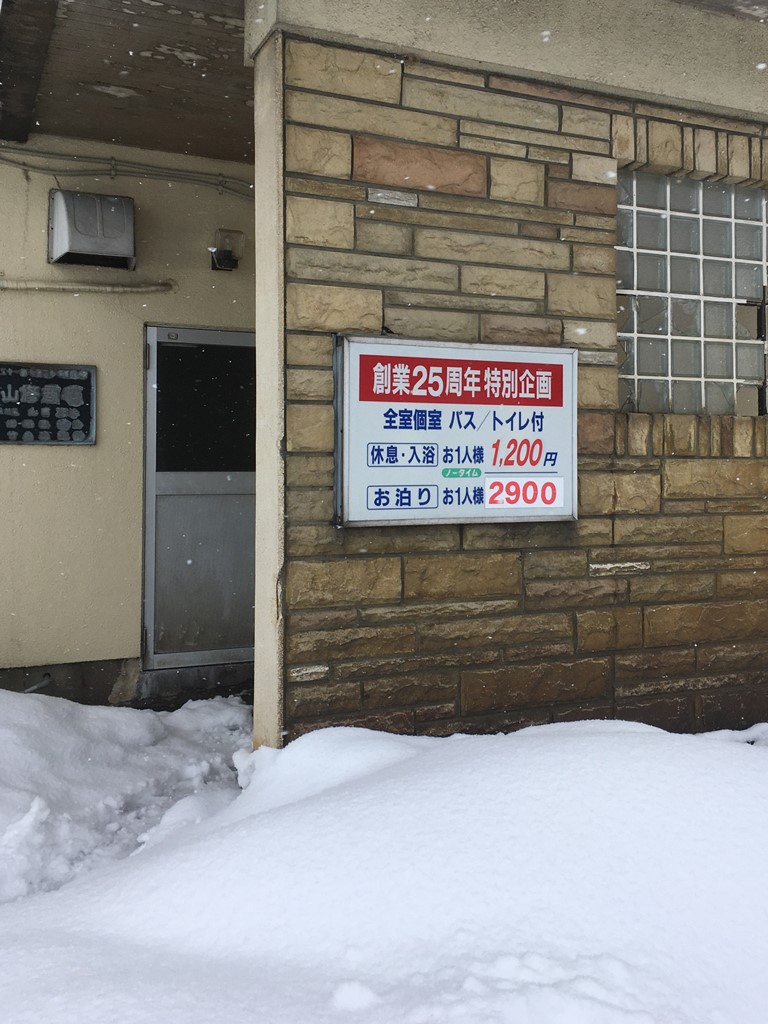 創業25周年特別企画
全室個室 バス／トイレ付
休息・入浴 お1人様 1,200円
ノータイム
お泊り お1人様 2900